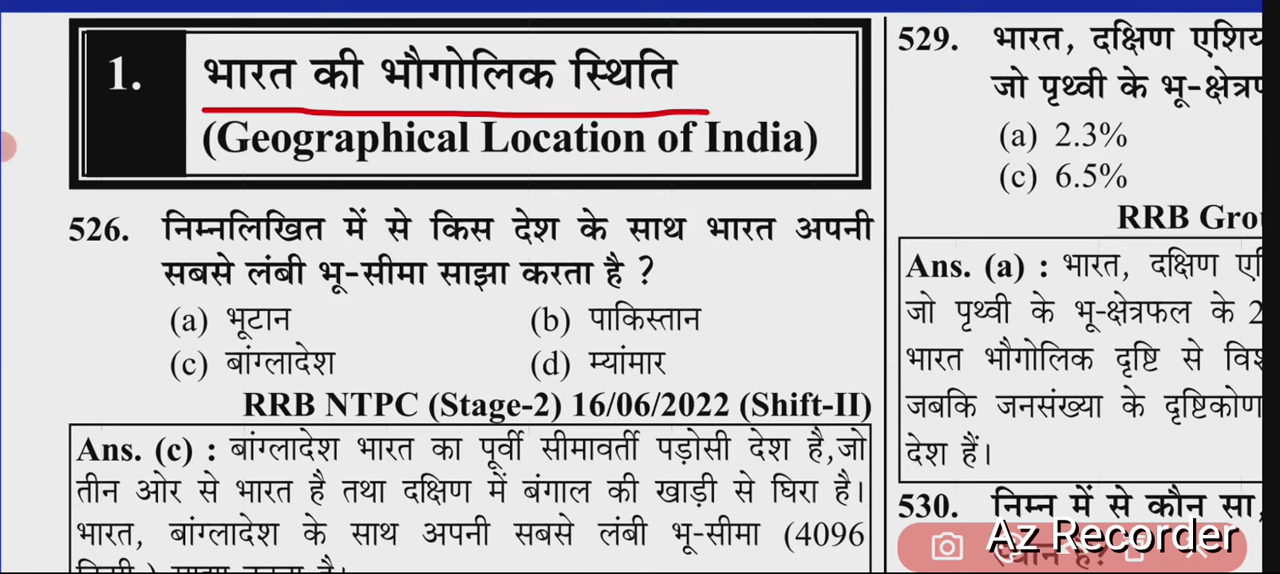 1. भारत की भौगोलिक स्थिति
(Geographical Location of India)
526. निम्नलिखित में से किस देश के साथ भारत अपनी
सबसे लंबी भू-सीमा साझा करता है ?
(a) भूटान (b) पाकिस्तान
(c) बांग्लादेश (d) म्यांमार
RRB NTPC (Stage-2) 16/06/2022 (Shift-II)
Ans. (c) : बांग्लादेश भारत का पूर्वी सीमावर्ती पड़ोसी देश है,जो
तीन ओर से भारत है तथा दक्षिण में बंगाल की खाड़ी से घिरा है।
भारत, बांग्लादेश के साथ अपनी सबसे लंबी भू-सीमा (4096
529. भारत, दक्षिण
जो पृथ्वी के
(a) 2.3%
(c) 6.5%
RRB
Ans. (a) : भारत, दक्षिण
जो पृथ्वी के भू-क्षेत्रफल के
भारत भौगोलिक दृष्टि से
जबकि जनसंख्या के दृष्टिकोण
देश हैं।
530. निम्न में से कौन सा
Az Recorder